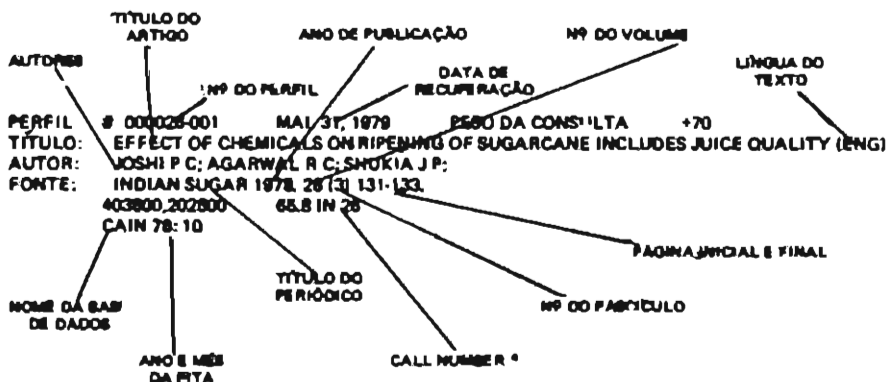 TÍTULO DO
ARTIGO
ANO DE PUBLICAÇÃO
Nº DO VOLUME
AUTORES
LÍNGUA DO
TEXTO
DATA DE
RECUPERAÇÃO
Nº DO PERFIL
PERFIL # 000026-001 MAI, 31, 1979 PESO DA CONSULTA +70
TÍTULO: EFFECT OF CHEMICALS ON RIPENING OF SUGARCANE INCLUDES JUICE QUALITY (ENG)
AUTOR: JOSHI P C; AGARWAL R C; SHUKIA J P;
FONTE: INDIAN SUGAR 1978, 28 (3) 131-133,
403800,202800 65.8 IN 28
CAIN 78: 10
PÁGINA INICIAL E FINAL
TÍTULO DO
PERIÓDICO
NOME DA BASE
DE DADOS
Nº DO FASCÍCULO
ANO E MÊS
DA FITA
CALL NUMBER *